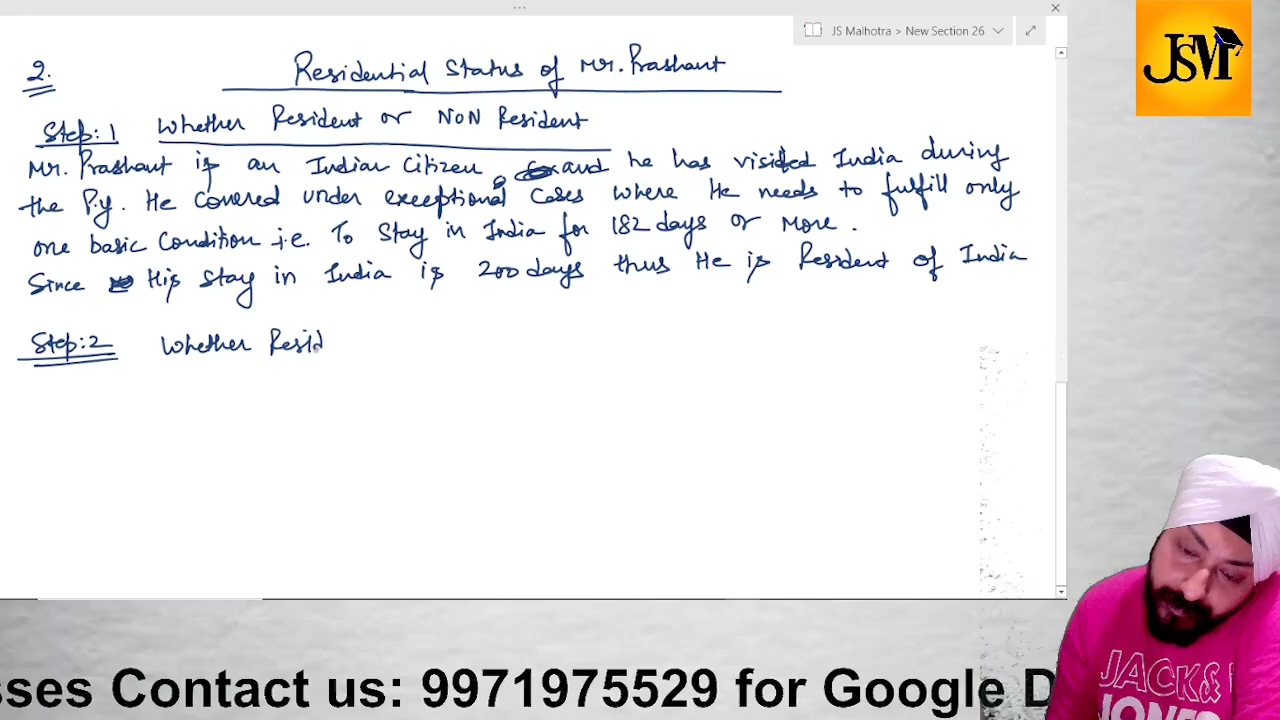 JS Malhotra > New Section 26
JSM
2.
Residential Status of Mr. Prashant
Step:1 Whether Resident or NON Resident
Mr. Prashant is an Indian Citizen, and he has visited India during
the P.y. He Covered under exceptional Cases where He needs to fulfill only
one basic Condition i.e. To Stay in India for 182 days or More.
Since His Stay in India is 200 days thus He is Resident of India
Step:2 Whether Resid
JACK &
JONES
sses Contact us: 9971975529 for Google D